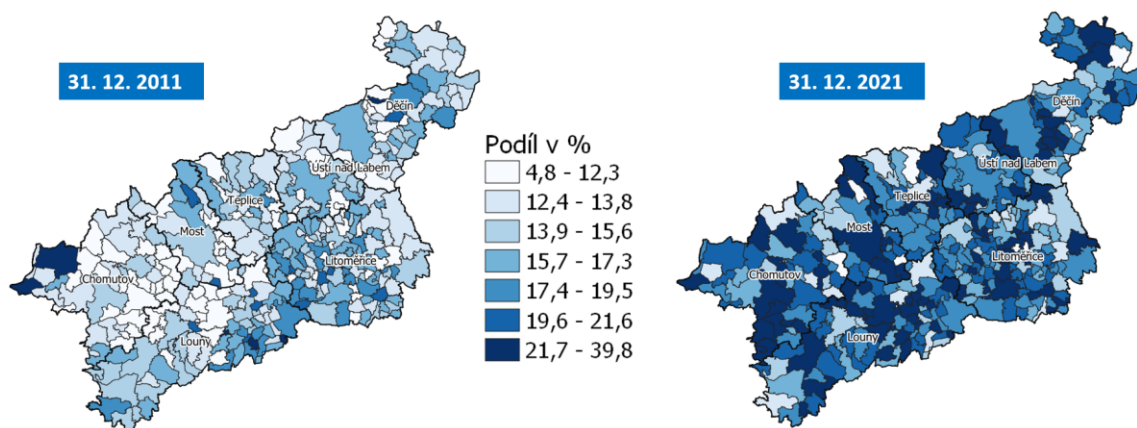 31. 12. 2011
Děčín
Ústí nad Labem
Teplice
Most
Litoměřice
Chomutov
Louny
Podíl v %
4,8 - 12,3
12,4 - 13,8
13,9 - 15,6
15,7 - 17,3
17,4 - 19,5
19,6 - 21,6
21,7 - 39,8
31. 12. 2021
Děčín
Ústí nad Labem
Teplice
Most
Litoměřice
Chomutov
Louny